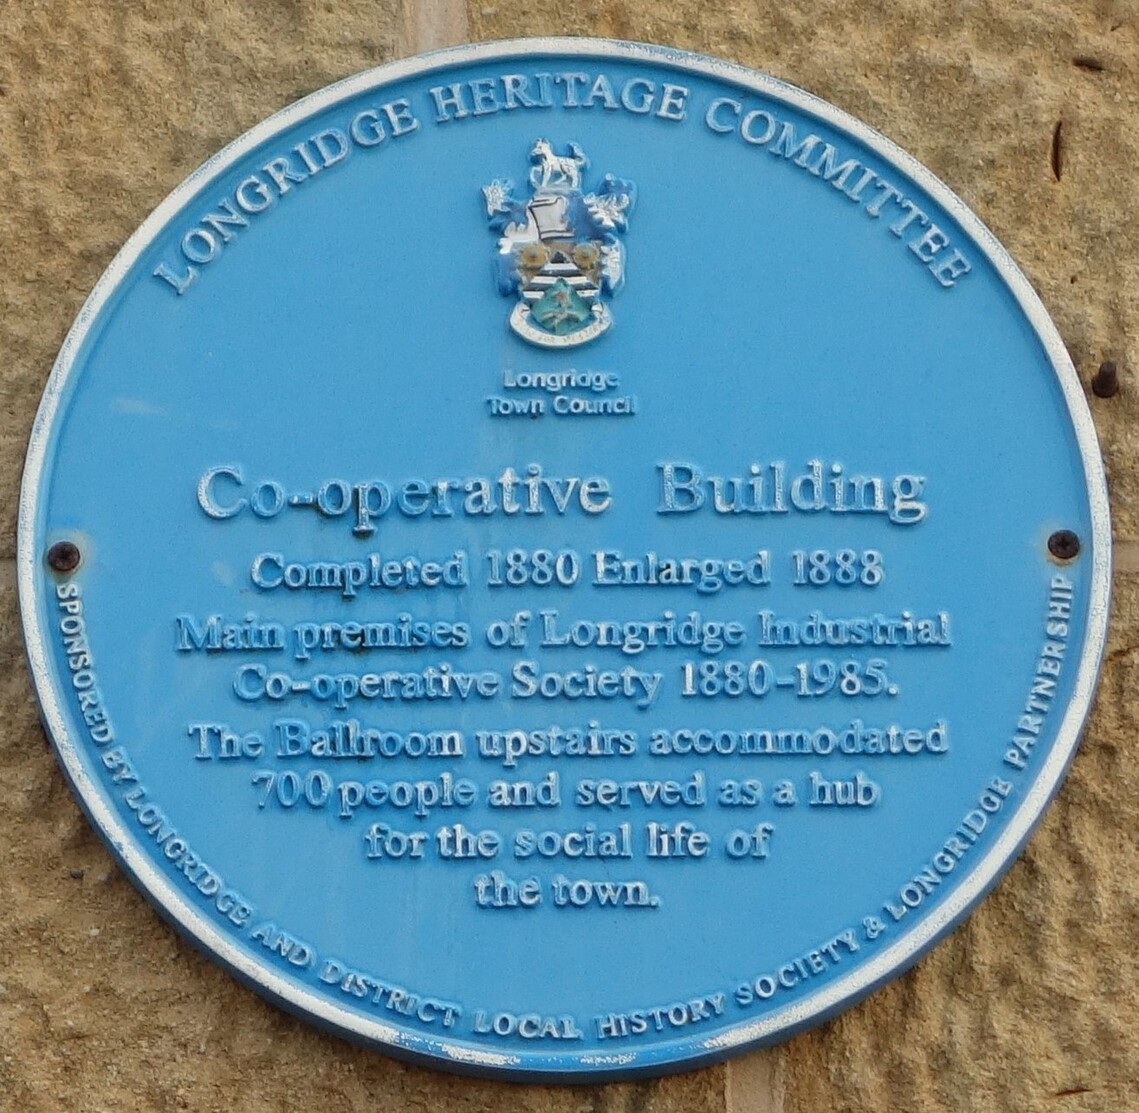 LONGRIDGE HERITAGE COMMITTEE
Longridge
Town Council
Co-operative Building
Completed 1880 Enlarged 1888
Main premises of Longridge Industrial
Co-operative Society 1880-1985.
The Ballroom upstairs accommodated
700 people and served as a hub
for the social life of
the town.
SPONSORED BY LONGRIDGE AND DISTRICT LOCAL HISTORY SOCIETY & LONGRIDGE PARTNERSHIP